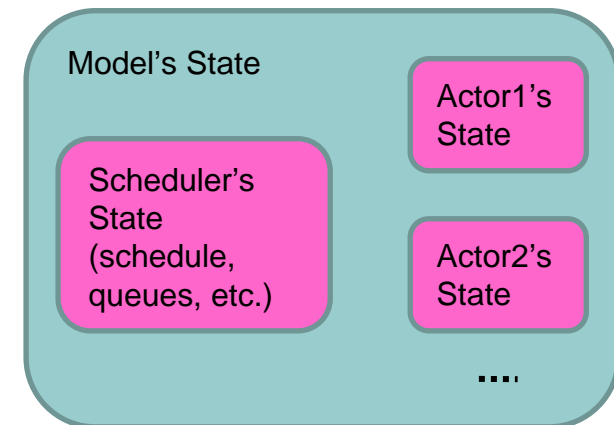 Model's State
Scheduler's
State
(schedule,
queues, etc.)
Actor1's
State
Actor2's
State
....